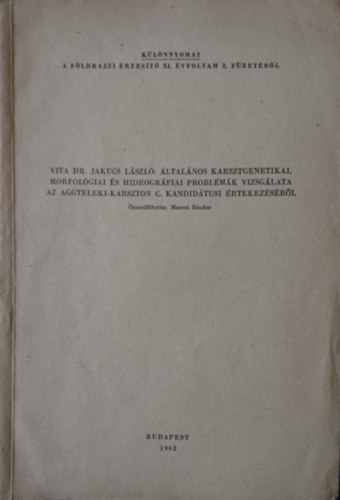 KÜLÖNNYOMAT
A FÖLDRAJZI ÉRTESÍTŐ XI. ÉVFOLYAM 2. FÜZETÉBŐL
VITA DR. JAKUCS LÁSZLÓ: ÁLTALÁNOS KARSZTGENETIKAI,
MORFOLÓGIAI ÉS HIDROGRÁFIAI PROBLÉMÁK VIZSGÁLATA
AZ AGGTELEKI-KARSZTON C. KANDIDÁTUSI ÉRTEKEZÉSÉRŐL
Összeállította: Marosi Sándor
BUDAPEST
1962